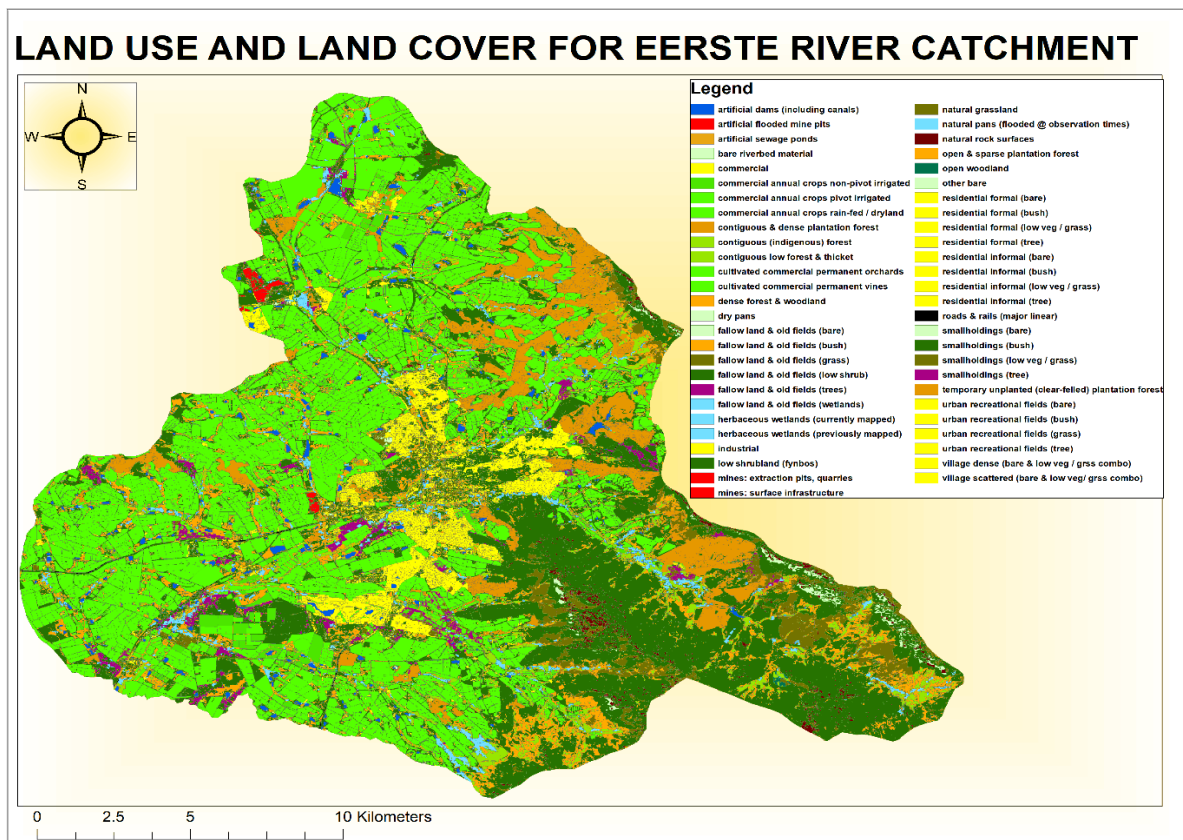 LAND USE AND LAND COVER FOR EERSTE RIVER CATCHMENT
N
W
E
S
Legend
artificial dams (including canals)
artificial flooded mine pits
artificial sewage ponds
bare riverbed material
commercial
commercial annual crops non-pivot irrigated
commercial annual crops pivot irrigated
commercial annual crops rain-fed / dryland
contiguous & dense plantation forest
contiguous (indigenous) forest
contiguous low forest & thicket
cultivated commercial permanent orchards
cultivated commercial permanent vines
dense forest & woodland
dry pans
fallow land & old fields (bare)
fallow land & old fields (bush)
fallow land & old fields (grass)
fallow land & old fields (low shrub)
fallow land & old fields (trees)
fallow land & old fields (wetlands)
herbaceous wetlands (currently mapped)
herbaceous wetlands (previously mapped)
industrial
low shrubland (fynbos)
mines: extraction pits, quarries
mines: surface infrastructure
natural grassland
natural pans (flooded @ observation times)
natural rock surfaces
open & sparse plantation forest
open woodland
other bare
residential formal (bare)
residential formal (bush)
residential formal (low veg / grass)
residential formal (tree)
residential informal (bare)
residential informal (bush)
residential informal (low veg / grass)
residential informal (tree)
roads & rails (major linear)
smallholdings (bare)
smallholdings (bush)
smallholdings (low veg / grass)
smallholdings (tree)
temporary unplanted (clear-felled) plantation forest
urban recreational fields (bare)
urban recreational fields (bush)
urban recreational fields (grass)
urban recreational fields (tree)
village dense (bare & low veg / grss combo)
village scattered (bare & low veg/ grss combo)
0 2.5 5 10 Kilometers